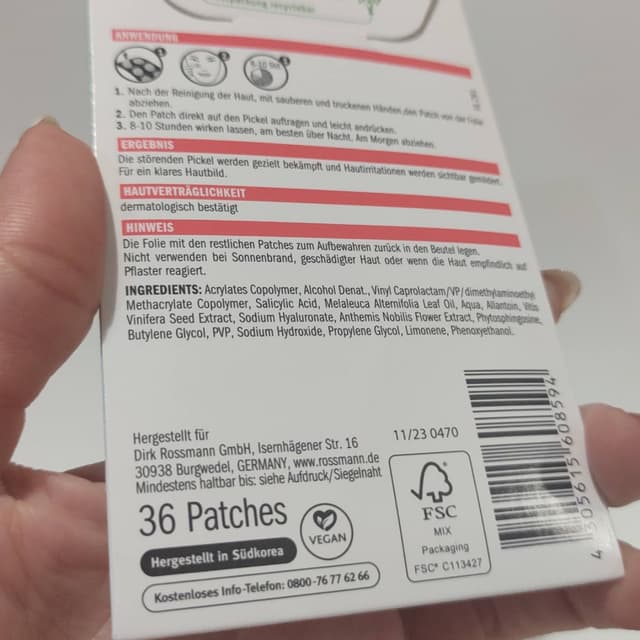 recycelbar
ANWENDUNG
8-10 Std
1. Nach der Reinigung der Haut, mit sauberen und trockenen Händen den Patch von der Folie
abziehen.
2. Den Patch direkt auf den Pickel auftragen und leicht andrücken.
3. 8-10 Stunden wirken lassen, am besten über Nacht. Am Morgen abziehen.
ERGEBNIS
Die störenden Pickel werden gezielt bekämpft und Hautirritationen werden sichtbar gemildert.
Für ein klares Hautbild.
HAUTVERTRÄGLICHKEIT
dermatologisch bestätigt
HINWEIS
Die Folie mit den restlichen Patches zum Aufbewahren zurück in den Beutel legen.
Nicht verwenden bei Sonnenbrand, geschädigter Haut oder wenn die Haut empfindlich auf
Pflaster reagiert.
INGREDIENTS: Acrylates Copolymer, Alcohol Denat., Vinyl Caprolactam/VP/dimethylaminoethyl
Methacrylate Copolymer, Salicylic Acid, Melaleuca Alternifolia Leaf Oil, Aqua, Allantoin, Vitis
Vinifera Seed Extract, Sodium Hyaluronate, Anthemis Nobilis Flower Extract, Phytosphingosine,
Butylene Glycol, PVP, Sodium Hydroxide, Propylene Glycol, Limonene, Phenoxyethanol.
Hergestellt für
Dirk Rossmann GmbH, Isernhägener Str. 16
30938 Burgwedel, GERMANY, www.rossmann.de
Mindestens haltbar bis: siehe Aufdruck/Siegelnaht
36 Patches
VEGAN
Hergestellt in Südkorea
Kostenloses Info-Telefon: 0800-76 77 62 66
11/23 0470
FSC
MIX
Packaging
FSC® C113427
4 305615 608594